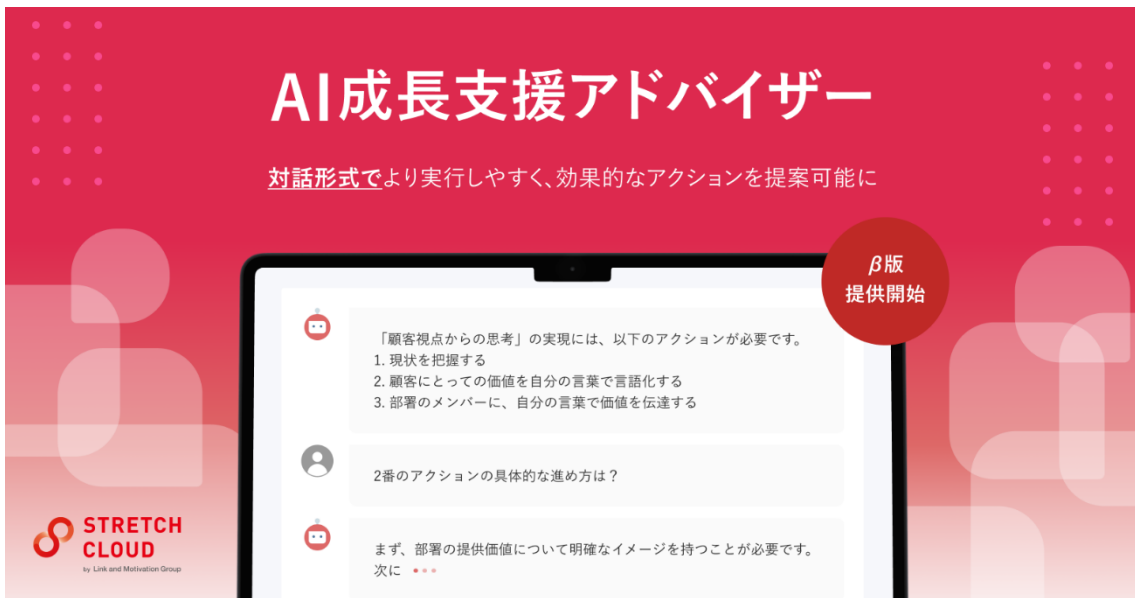 AI成長支援アドバイザー
対話形式でより実行しやすく、効果的なアクションを提案可能に
β版
提供開始
「顧客視点からの思考」の実現には、以下のアクションが必要です。
1. 現状を把握する
2. 顧客にとっての価値を自分の言葉で言語化する
3. 部署のメンバーに、自分の言葉で価値を伝達する
2番のアクションの具体的な進め方は？
まず、部署の提供価値について明確なイメージを持つことが必要です。
次に
STRETCH
CLOUD
by Link and Motivation Group